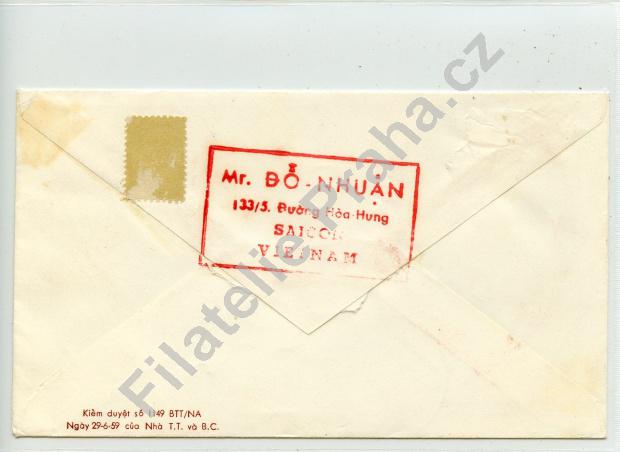 Mr. ĐỖ-NHUẬN
133/5. Đường Hòa-Hưng
SAIGON
VIETNAM
Filatelie Praha.cz
Kiểm duyệt số 1149 BTT/NA
Ngày 29-6-59 của Nhà T.T. và B.C.